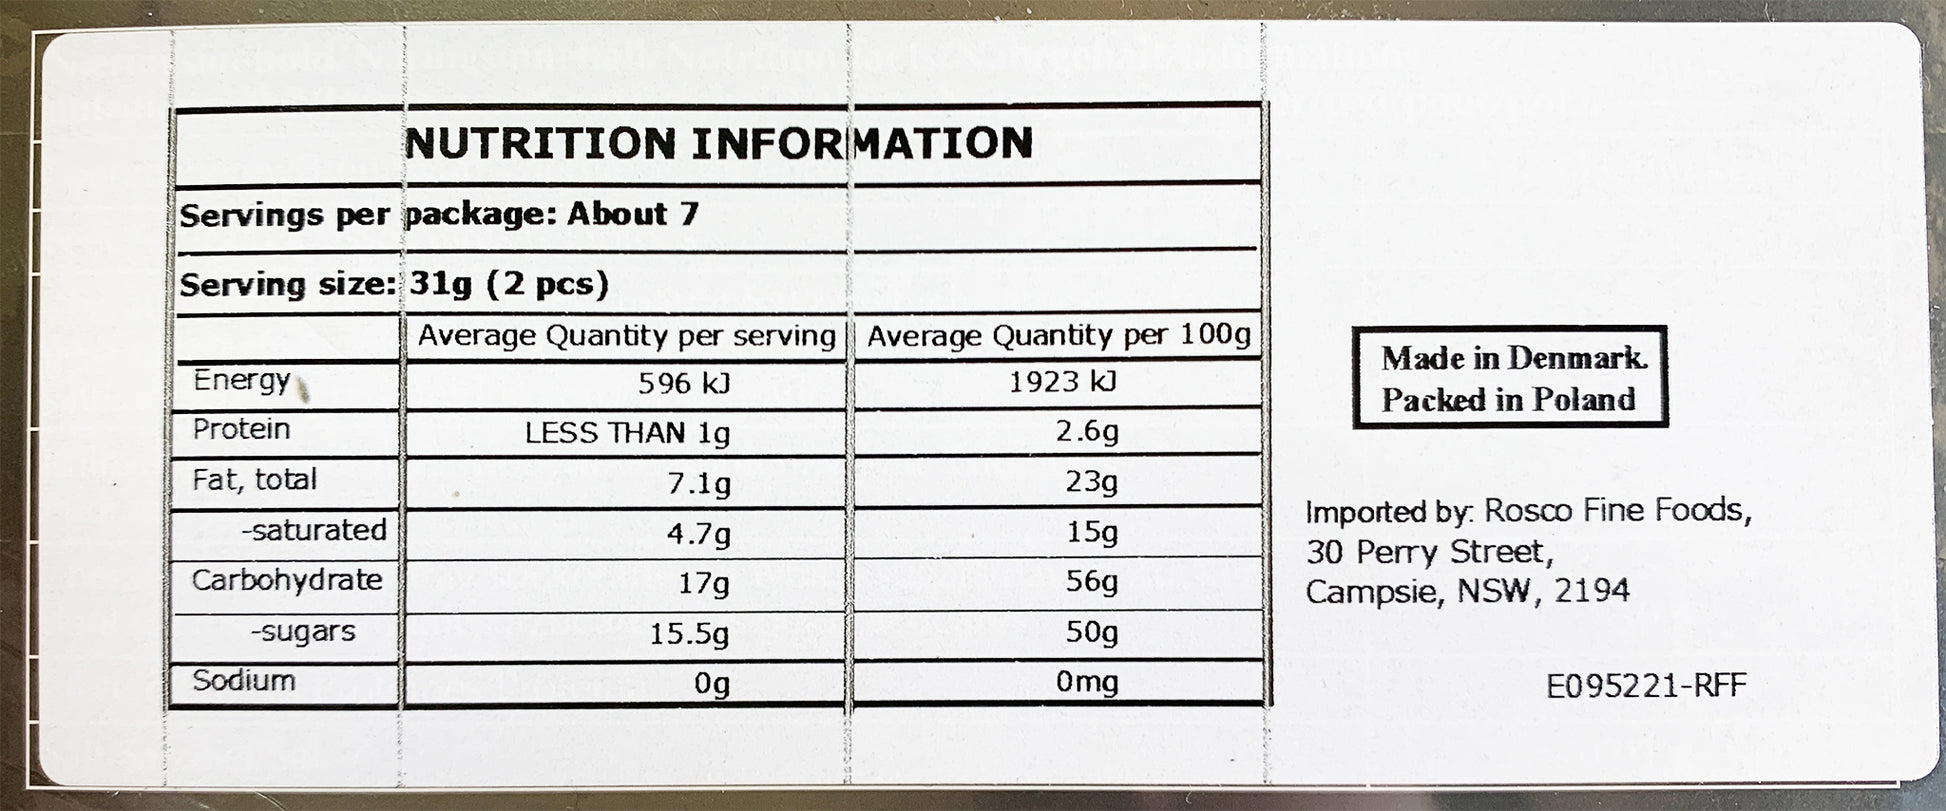 NUTRITION INFORMATION
Servings per package: About 7
Serving size: 31g (2 pcs)
Average Quantity per serving Average Quantity per 100g
Energy 596 kJ 1923 kJ
Protein LESS THAN 1g 2.6g
Fat, total 7.1g 23g
-saturated 4.7g 15g
Carbohydrate 17g 56g
-sugars 15.5g 50g
Sodium 0g 0mg
Made in Denmark.
Packed in Poland
Imported by: Rosco Fine Foods,
30 Perry Street,
Campsie, NSW, 2194
E095221-RFF